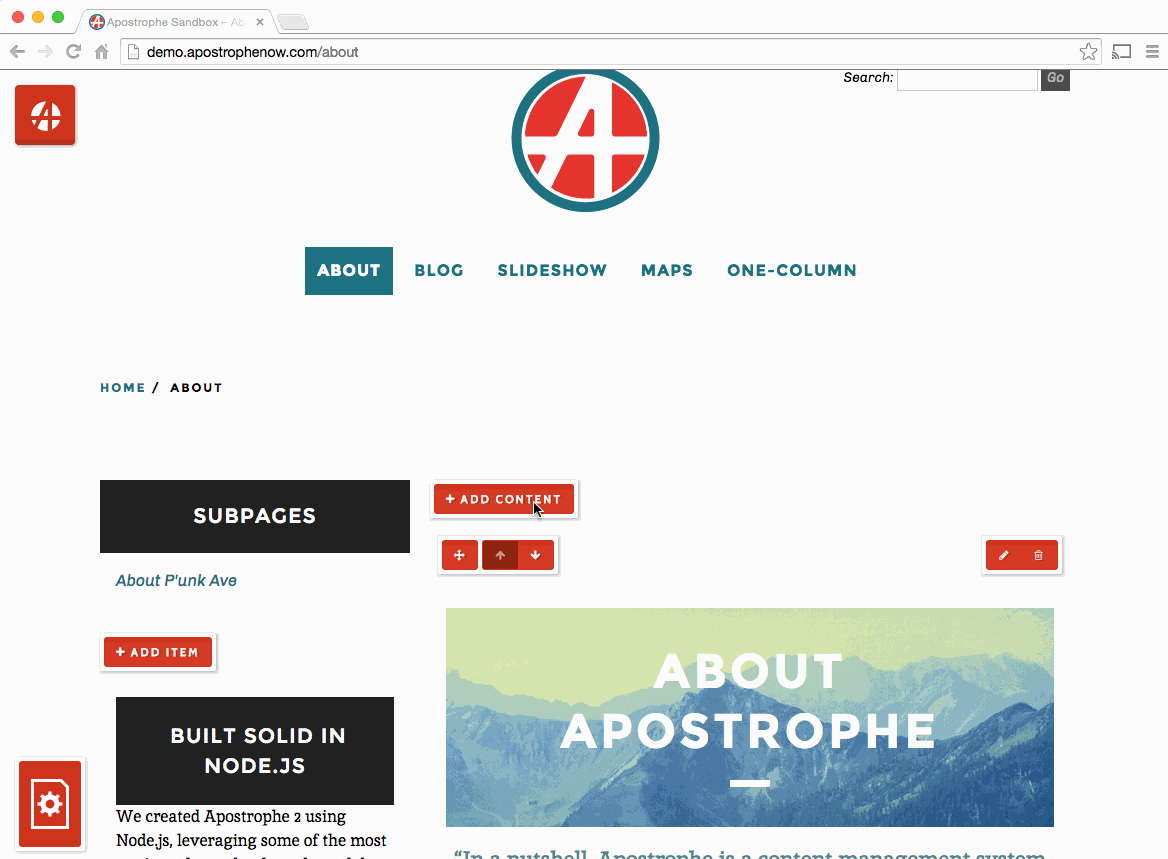 Apostrophe Sandbox – Ab
demo.apostrophenow.com/about
Search:
Go
ABOUT
BLOG
SLIDESHOW
MAPS
ONE-COLUMN
HOME / ABOUT
SUBPAGES
About P'unk Ave
+ ADD ITEM
BUILT SOLID IN
NODE.JS
We created Apostrophe 2 using
Node.js, leveraging some of the most
+ ADD CONTENT
ABOUT
APOSTROPHE
“In a nutshell, Apostrophe is a content management system